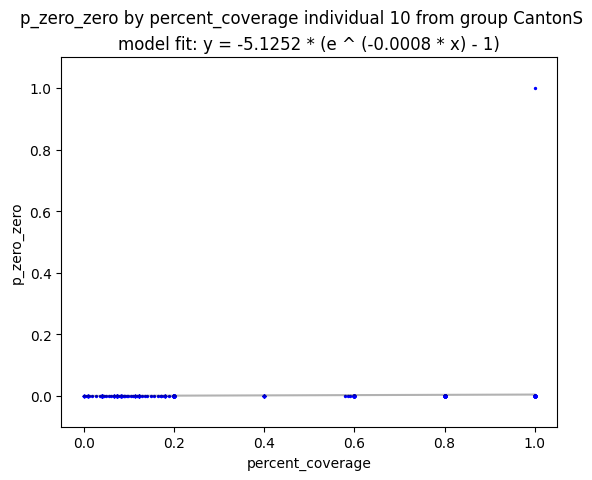 p_zero_zero by percent_coverage individual 10 from group CantonS
model fit: y = -5.1252 * (e ^ (-0.0008 * x) - 1)
1.0
0.8
0.6
0.4
0.2
0.0
p_zero_zero
0.0 0.2 0.4 0.6 0.8 1.0
percent_coverage